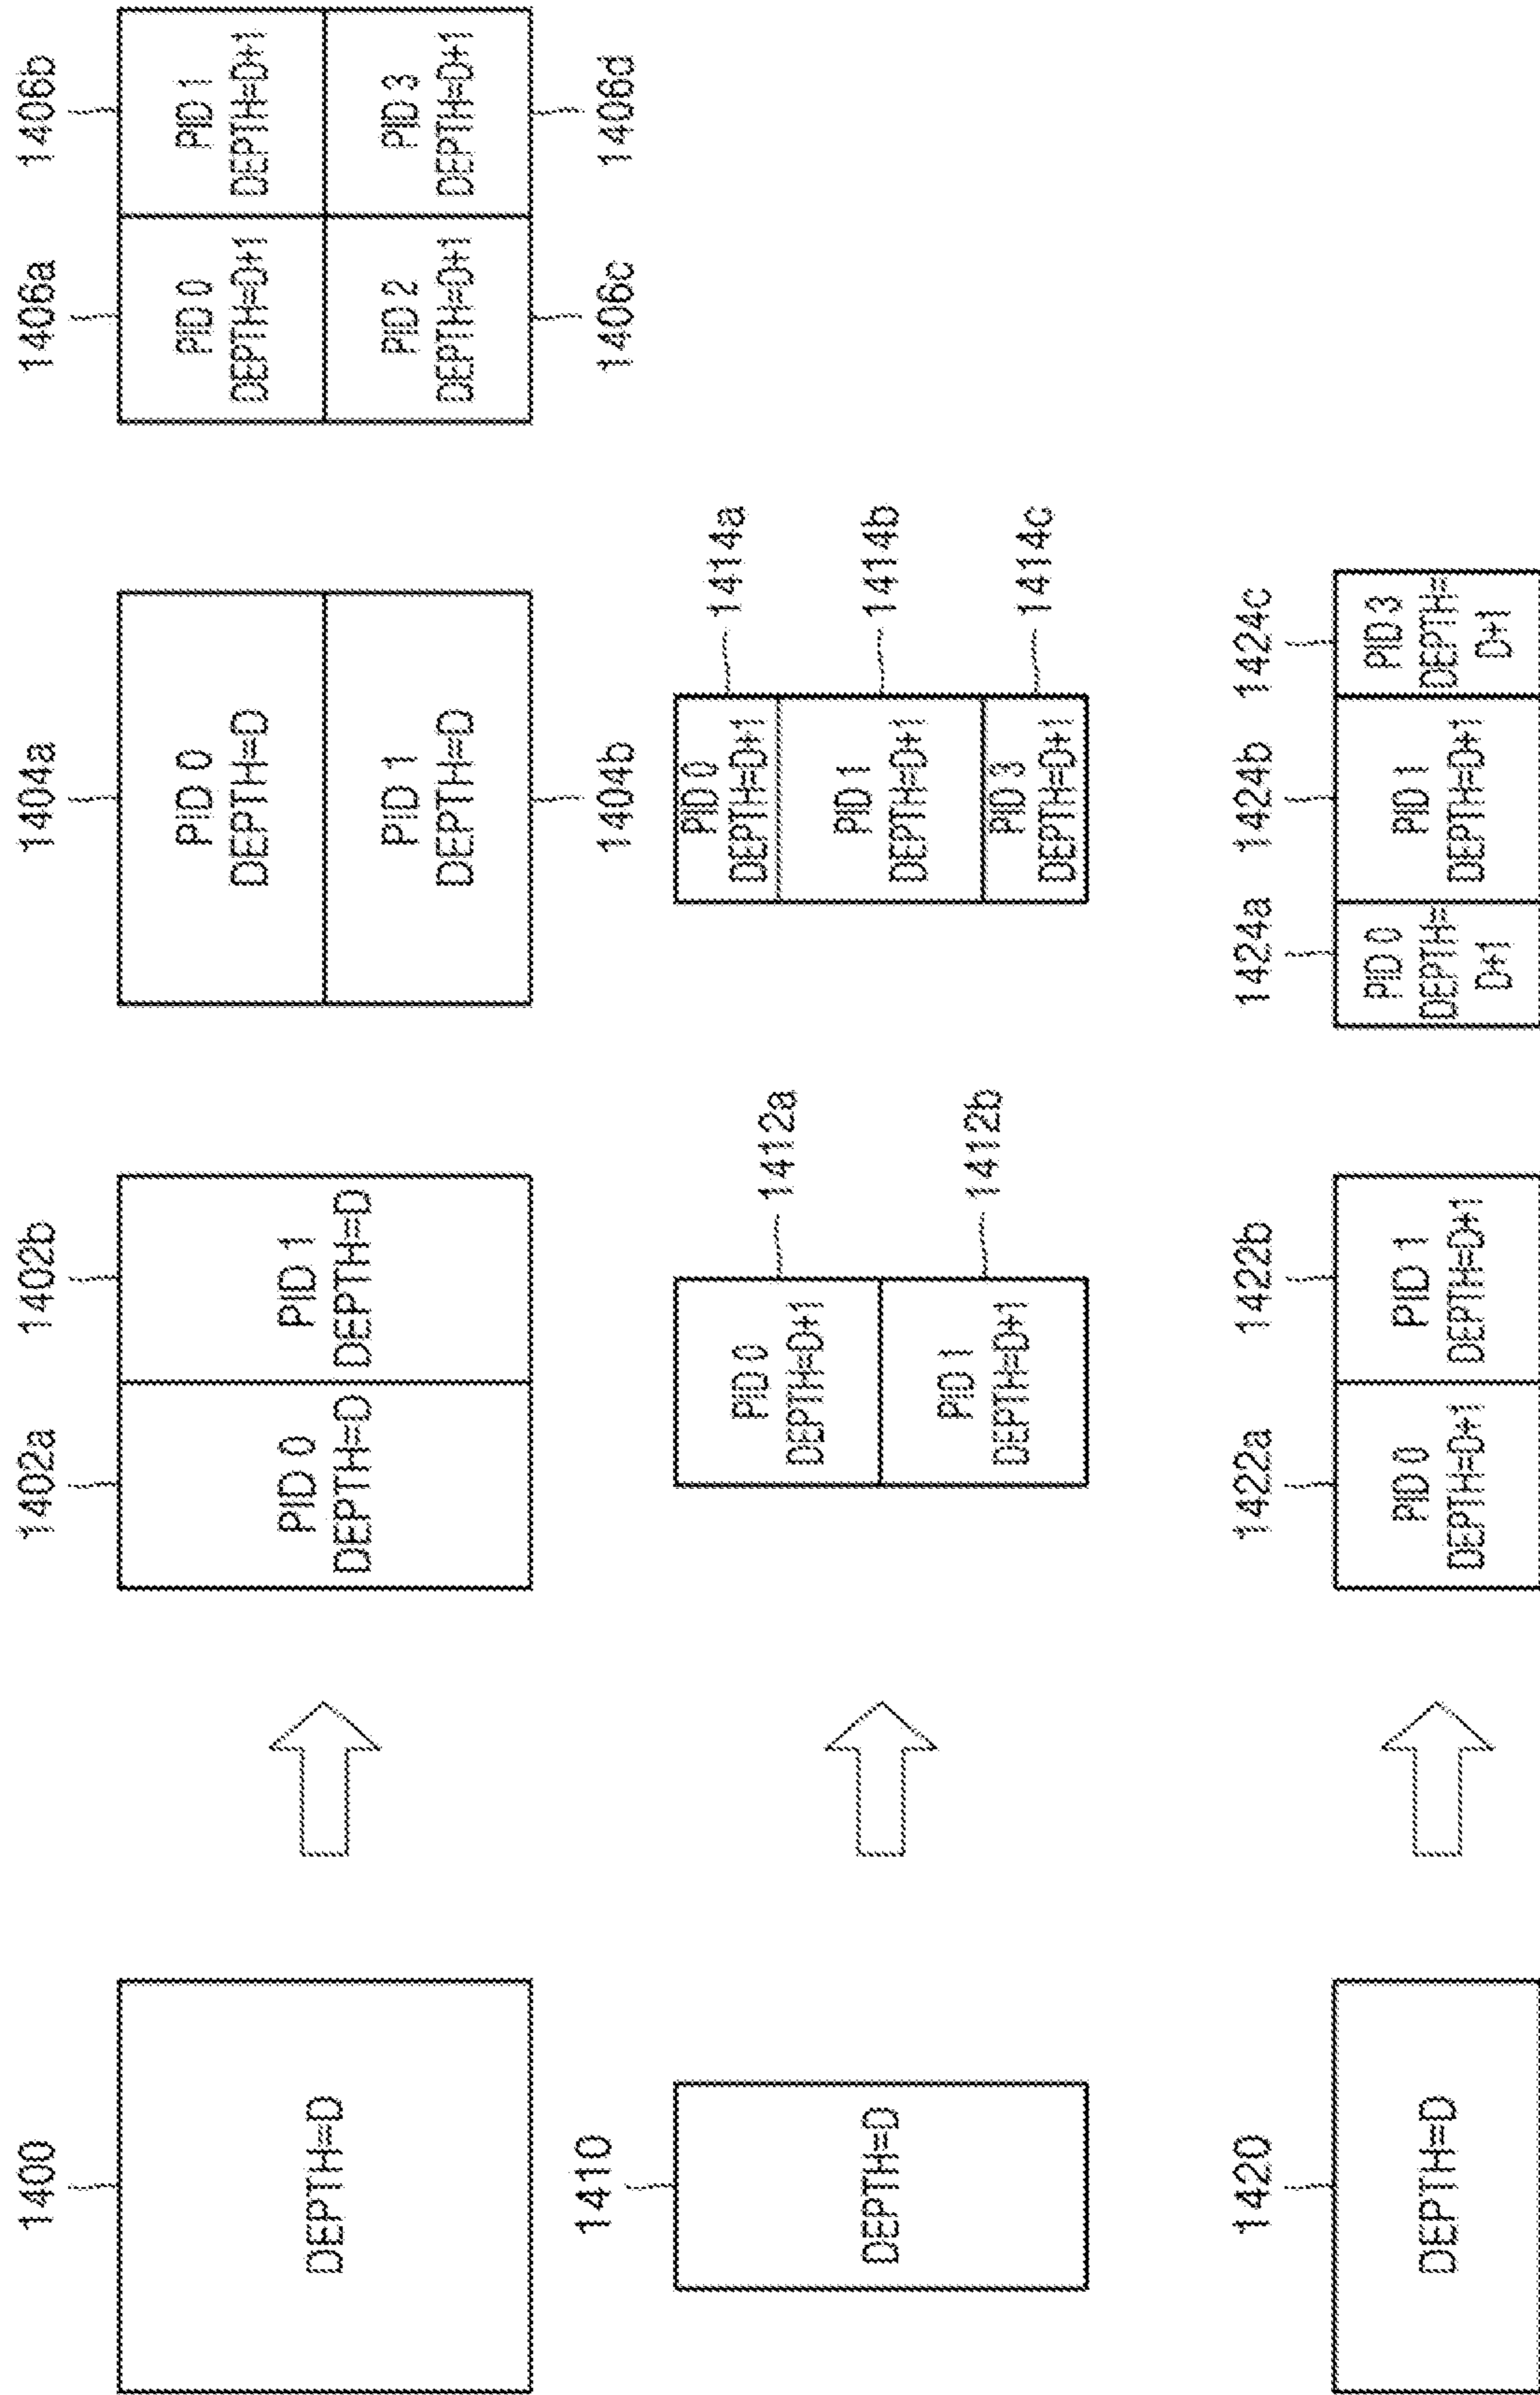 1400
DEPTH=D
1402a
1402b
PID 0
DEPTH=D
PID 1
DEPTH=D
1404a
PID 0
DEPTH=D
PID 1
DEPTH=D
1404b
1406a
1406b
PID 0
DEPTH=D+1
PID 1
DEPTH=D+1
PID 2
DEPTH=D+1
PID 3
DEPTH=D+1
1406c
1406d
1410
DEPTH=D
PID 0
DEPTH=D+1
1412a
PID 1
DEPTH=D+1
1412b
PID 0
DEPTH=D+1
1414a
PID 1
DEPTH=D+1
1414b
PID 3
DEPTH=D+1
1414c
1420
DEPTH=D
1422a
1422b
PID 0
DEPTH=D+1
PID 1
DEPTH=D+1
1424a
1424b
1424c
PID 0
DEPTH=
D+1
PID 1
DEPTH=D+1
PID 3
DEPTH=
D+1